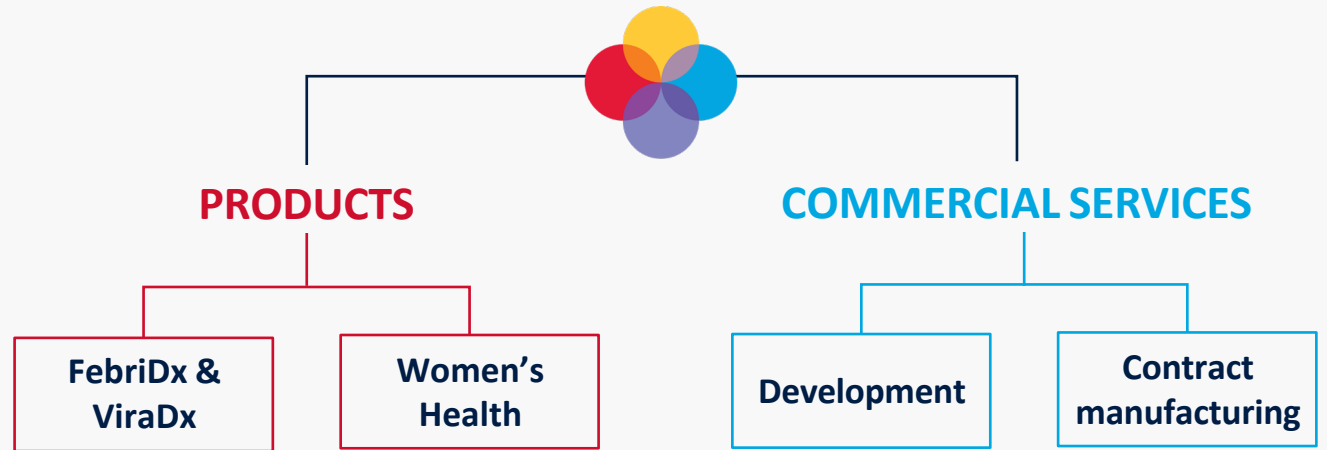 PRODUCTS
COMMERCIAL SERVICES
FebriDx &
ViraDx
Women’s
Health
Development
Contract
manufacturing